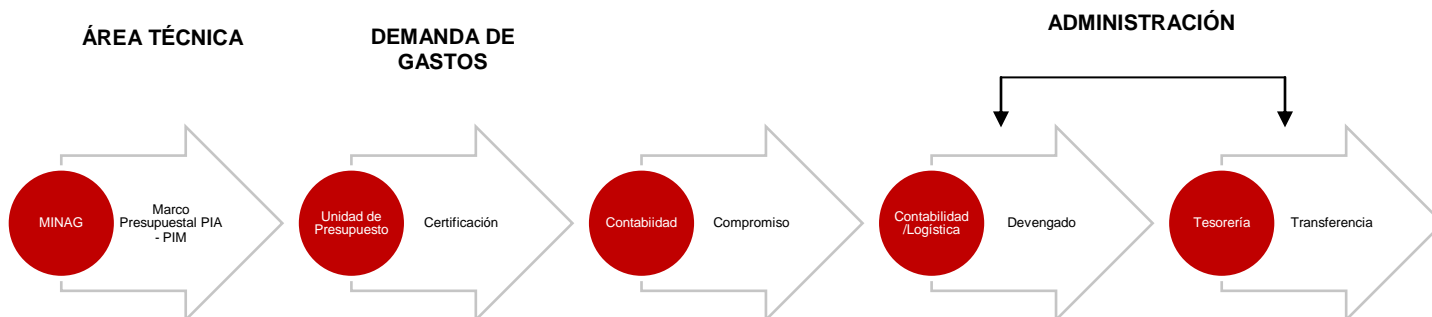 ÁREA TÉCNICA
DEMANDA DE
GASTOS
ADMINISTRACIÓN
MINAG
Marco
Presupuestal PIA
- PIM
Unidad de
Presupuesto
Certificación
Contabiidad
Compromiso
Contabilidad
/Logística
Devengado
Tesorería
Transferencia